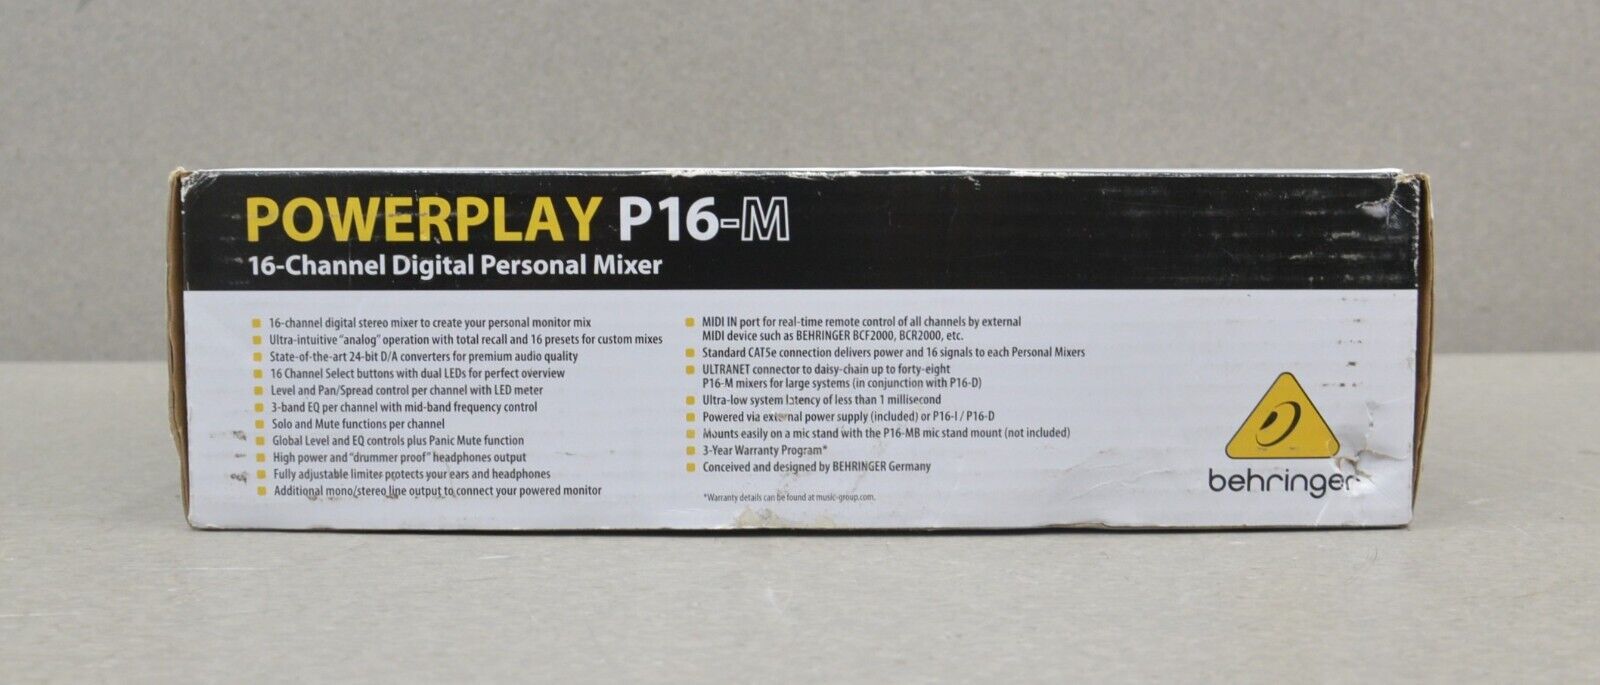 POWERPLAY P16-M
16-Channel Digital Personal Mixer
16-channel digital stereo mixer to create your personal monitor mix
Ultra-intuitive "analog" operation with total recall and 16 presets for custom mixes
State-of-the-art 24-bit D/A converters for premium audio quality
16 Channel Select buttons with dual LEDs for perfect overview
Level and Pan/Spread control per channel with LED meter
3-band EQ per channel with mid-band frequency control
Solo and Mute functions per channel
Global Level and EQ controls plus Panic Mute function
High power and "drummer proof" headphones output
Fully adjustable limiter protects your ears and headphones
Additional mono/stereo line output to connect your powered monitor
MIDI IN port for real-time remote control of all channels by external
MIDI device such as BEHRINGER BCF2000, BCR2000, etc.
Standard CAT5e connection delivers power and 16 signals to each Personal Mixers
ULTRANET connector to daisy-chain up to forty-eight
P16-M mixers for large systems (in conjunction with P16-D)
Ultra-low system latency of less than 1 millisecond
Powered via external power supply (included) or P16-I / P16-D
Mounts easily on a mic stand with the P16-MB mic stand mount (not included)
3-Year Warranty Program*
Conceived and designed by BEHRINGER Germany
*Warranty details can be found at music-group.com.
behringer